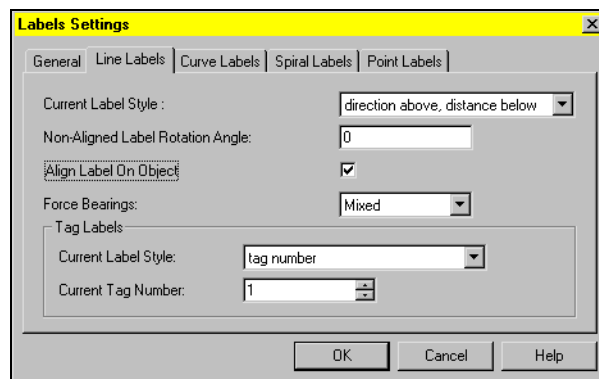 Labels Settings
General Line Labels Curve Labels Spiral Labels Point Labels
Current Label Style : direction above, distance below
Non-Aligned Label Rotation Angle: 0
Align Label On Object
Force Bearings: Mixed
Tag Labels
Current Label Style: tag number
Current Tag Number: 1
OK Cancel Help